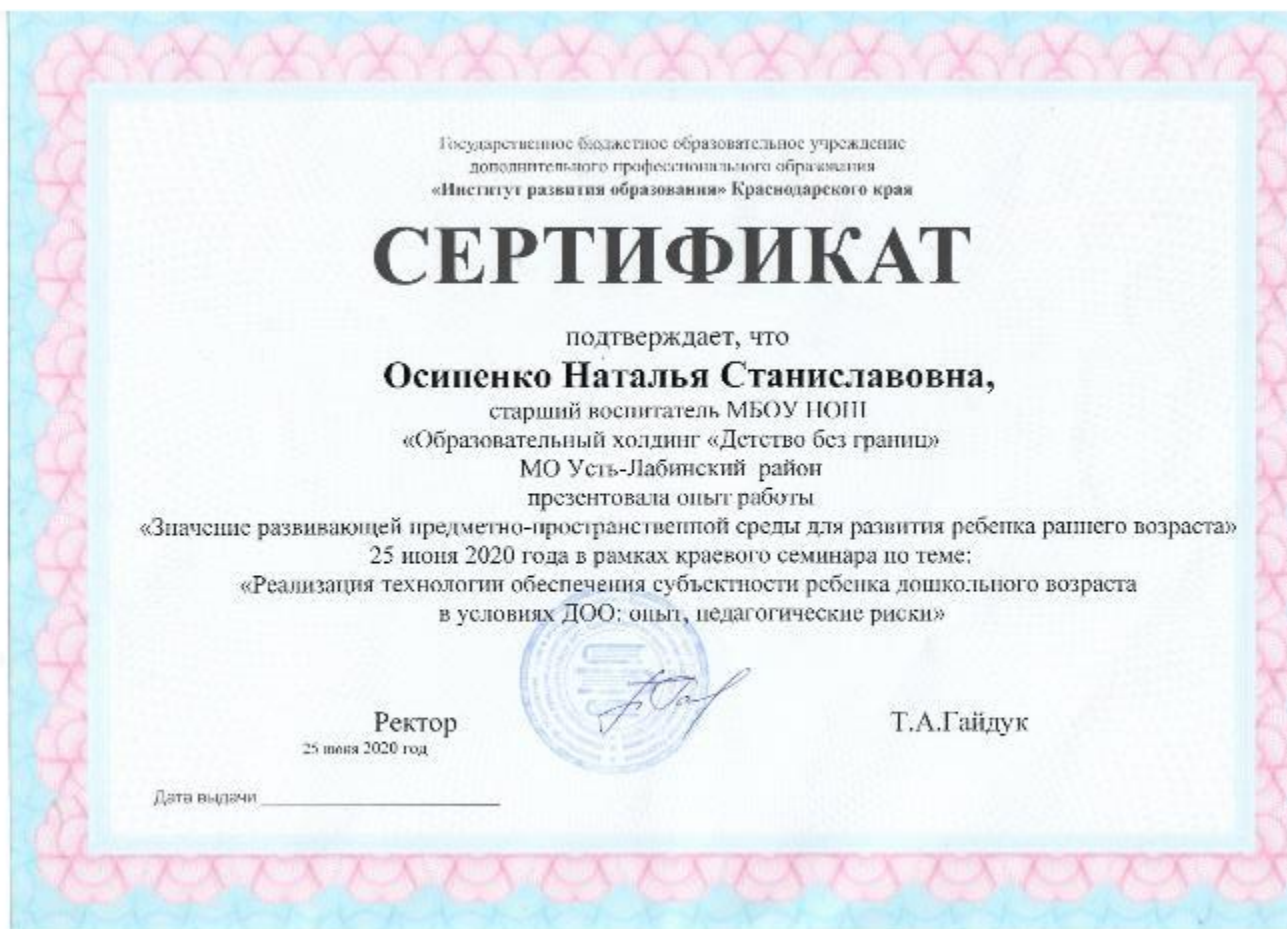 Государственное бюджетное образовательное учреждение
дополнительного профессионального образования
«Институт развития образования» Краснодарского края
СЕРТИФИКАТ
подтверждает, что
Осипенко Наталья Станиславовна,
старший воспитатель МБОУ НОШ
«Образовательный холдинг «Детство без границ»
МО Усть-Лабинский район
презентовала опыт работы
«Значение развивающей предметно-пространственной среды для развития ребенка раннего возраста»
25 июня 2020 года в рамках краевого семинара по теме:
«Реализация технологии обеспечения субъектности ребенка дошкольного возраста
в условиях ДОО: опыт, педагогические риски»
Ректор Т.А.Гайдук
25 июня 2020 год
Дата выдачи